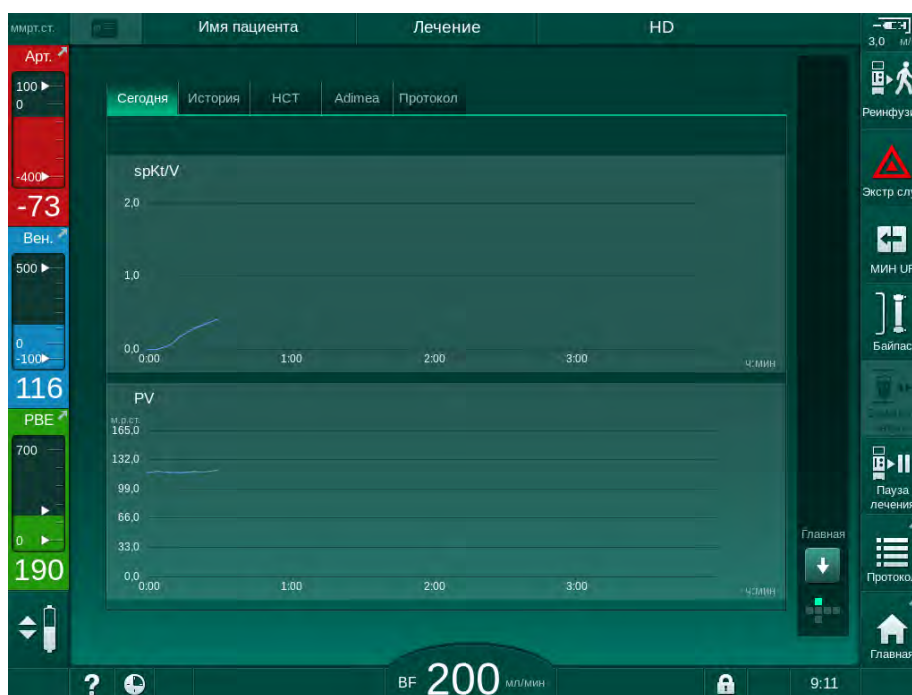 ммрт.ст.
Имя пациента
Лечение
HD
3,0 м/
Арт.
100
0
-400
-73
Вен.
500
0
-100
116
PBE
700
0
190
Сегодня
История
HCT
Adimea
Протокол
spKt/V
2,0
1,0
0,0
0:00
1:00
2:00
3:00
ч:мин
PV
м.р.ст.
165,0
132,0
99,0
66,0
33,0
0,0
0:00
1:00
2:00
3:00
ч:мин
Главная
Реинфузи
Экстр слу
МИН UF
Байпас
Пауза
лечения
Протокол
Главная
?
BF 200 мл/мин
9:11